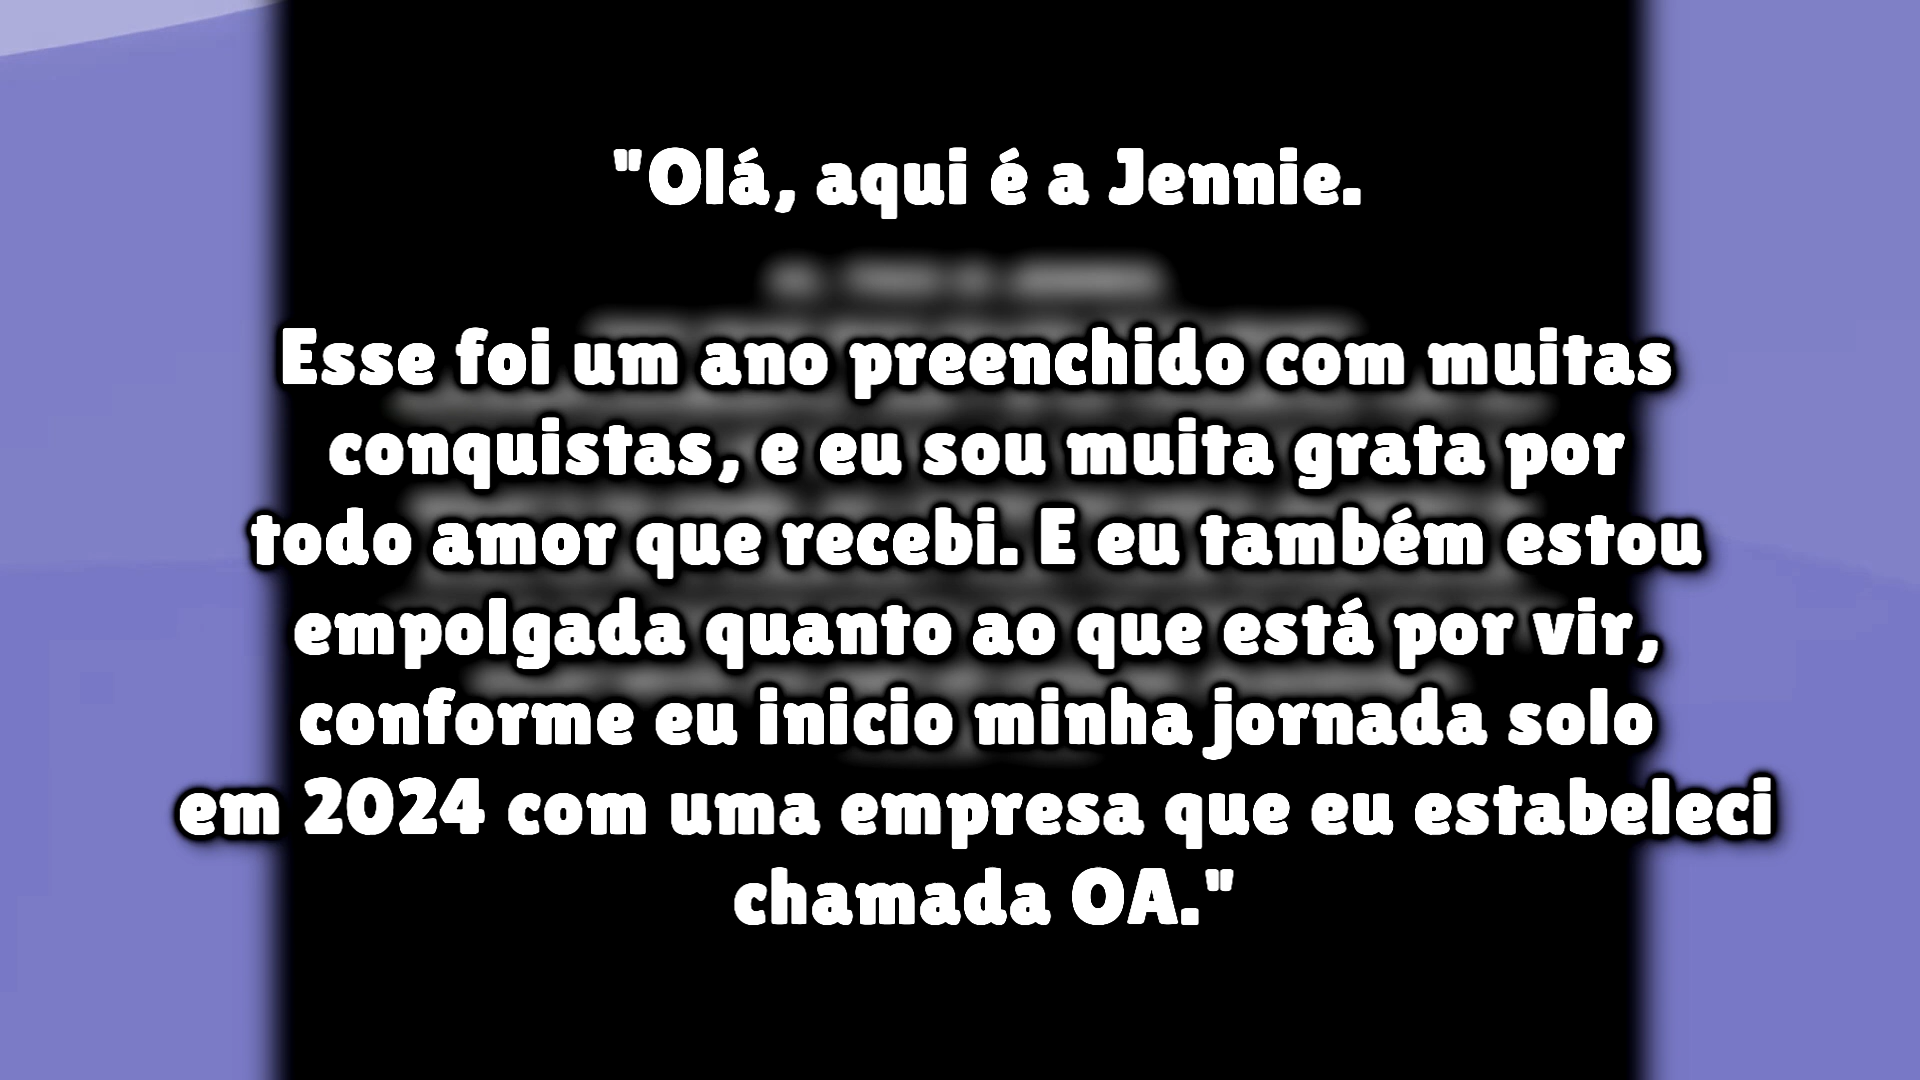 "Olá, aqui é a Jennie.
Esse foi um ano preenchido com muitas
conquistas, e eu sou muita grata por
todo amor que recebi. E eu também estou
empolgada quanto ao que está por vir,
conforme eu inicio minha jornada solo
em 2024 com uma empresa que eu estabeleci
chamada OA."